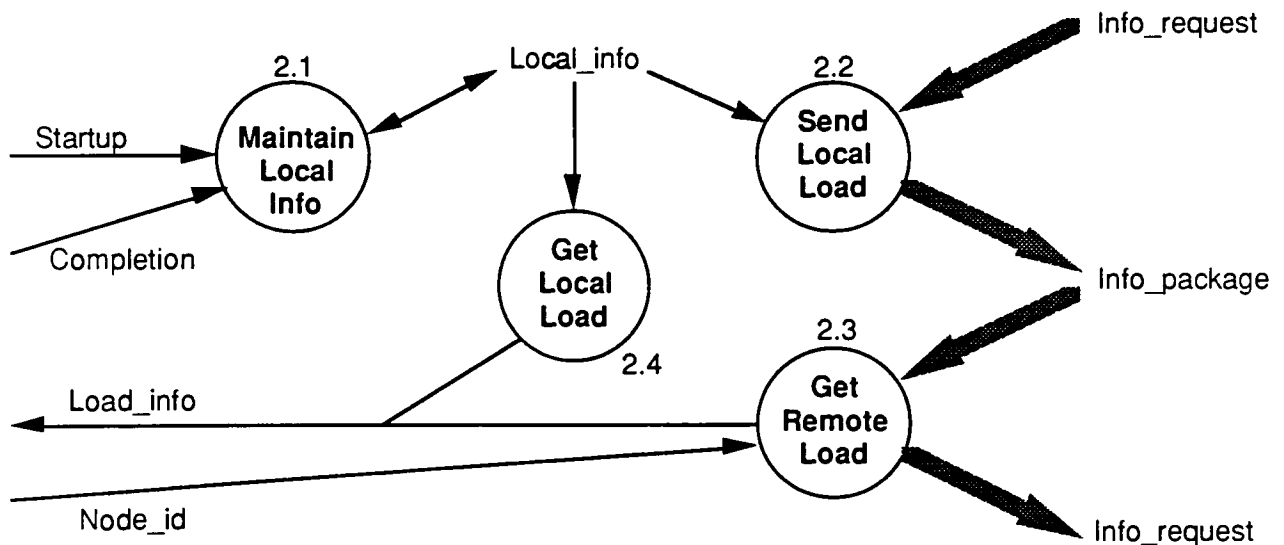 Info_request
Local_info
2.1
2.2
Startup
Maintain
Local
Info
Send
Local
Load
Completion
Get
Local
Load
2.4
Info_package
2.3
Load_info
Get
Remote
Load
Node_id
Info_request